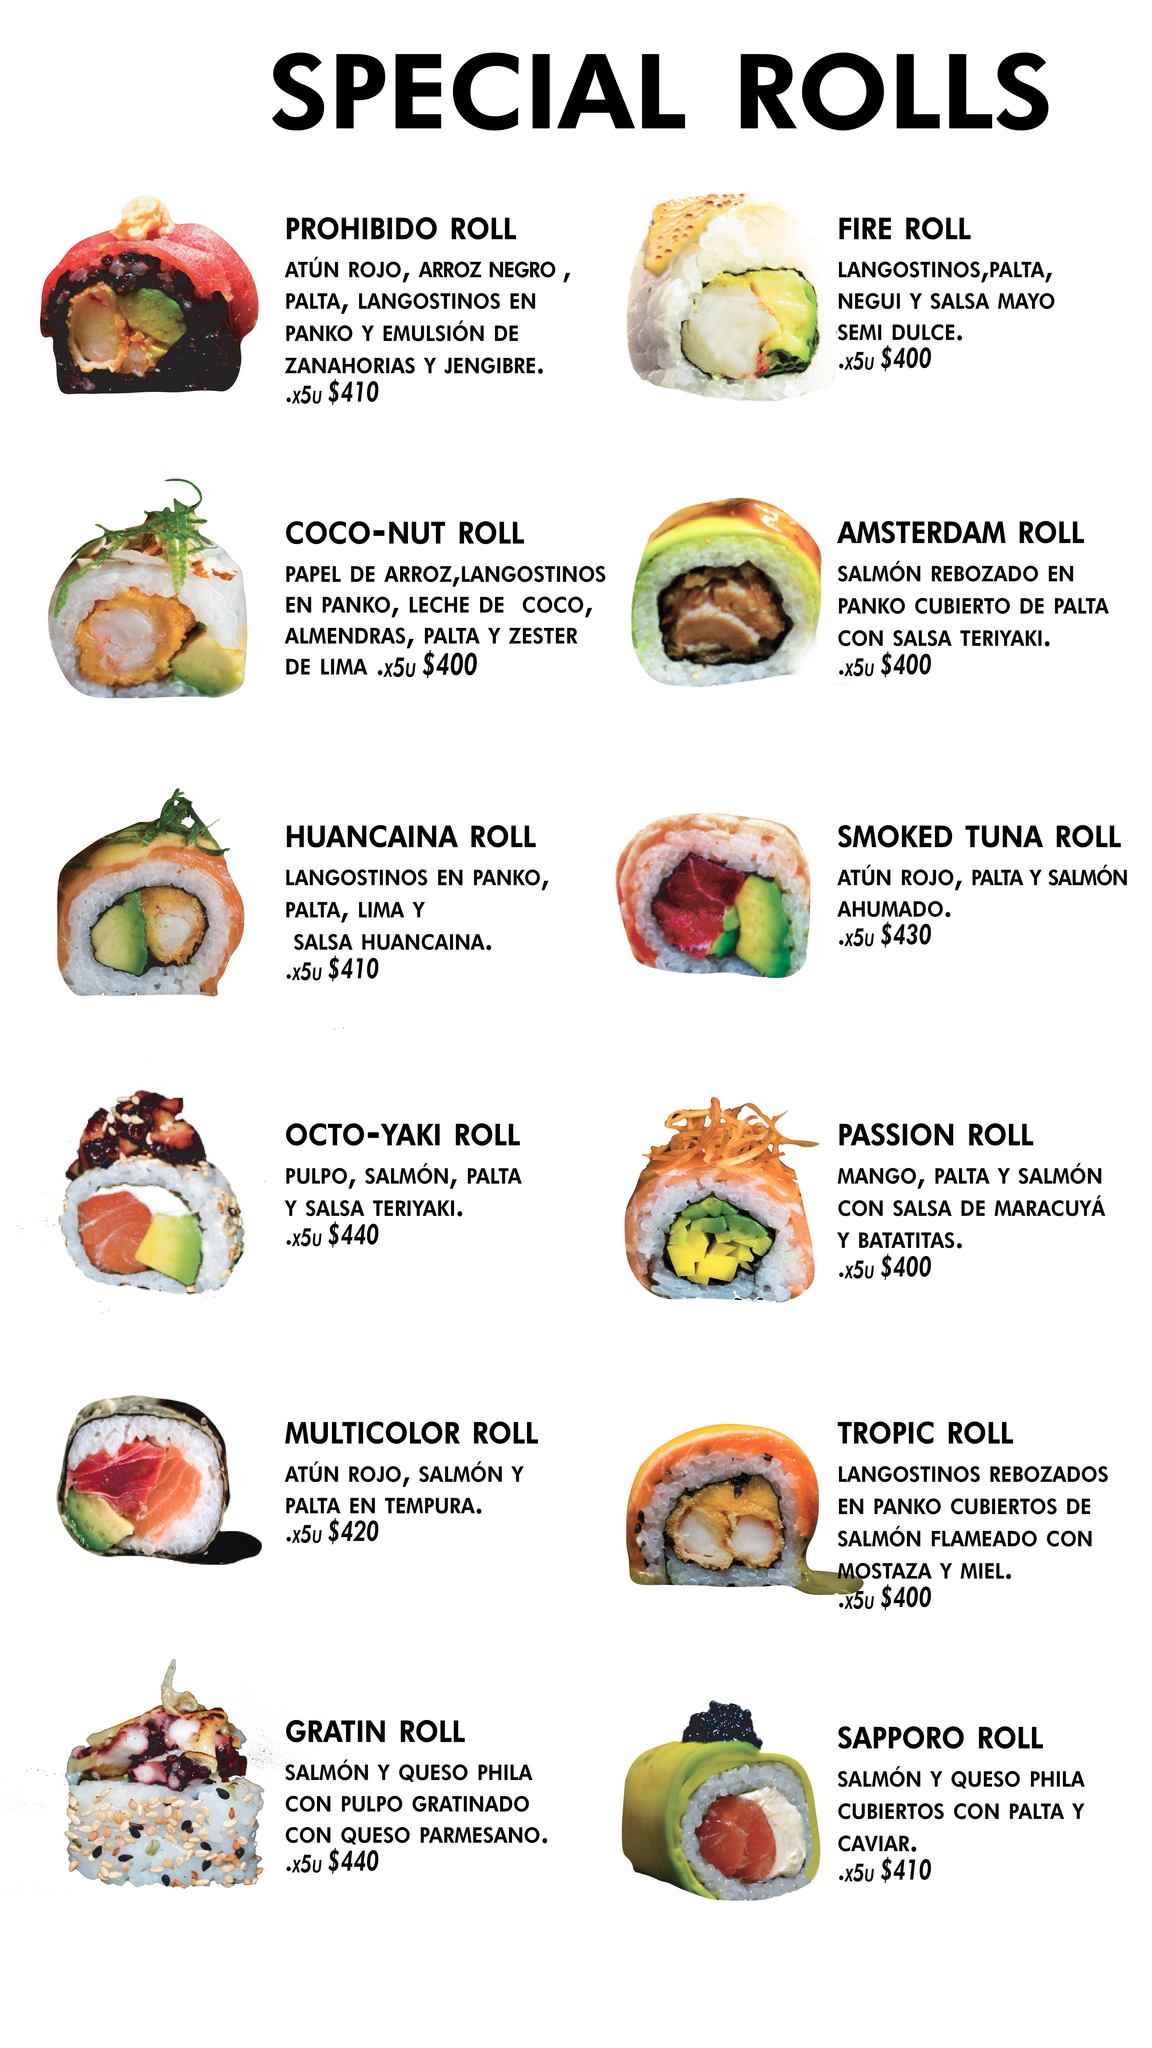 SPECIAL ROLLS
PROHIBIDO ROLL
ATÚN ROJO, ARROZ NEGRO ,
PALTA, LANGOSTINOS EN
PANKO Y EMULSIÓN DE
ZANAHORIAS Y JENGIBRE.
.x5U $410
FIRE ROLL
LANGOSTINOS,PALTA,
NEGUI Y SALSA MAYO
SEMI DULCE.
.x5U $400
COCO-NUT ROLL
PAPEL DE ARROZ,LANGOSTINOS
EN PANKO, LECHE DE COCO,
ALMENDRAS, PALTA Y ZESTER
DE LIMA .x5U $400
AMSTERDAM ROLL
SALMÓN REBOZADO EN
PANKO CUBIERTO DE PALTA
CON SALSA TERIYAKI.
.x5U $400
HUANCAINA ROLL
LANGOSTINOS EN PANKO,
PALTA, LIMA Y
SALSA HUANCAINA.
.x5U $410
SMOKED TUNA ROLL
ATÚN ROJO, PALTA Y SALMÓN
AHUMADO.
.x5U $430
OCTO-YAKI ROLL
PULPO, SALMÓN, PALTA
Y SALSA TERIYAKI.
.x5U $440
PASSION ROLL
MANGO, PALTA Y SALMÓN
CON SALSA DE MARACUYÁ
Y BATATITAS.
.x5U $400
MULTICOLOR ROLL
ATÚN ROJO, SALMÓN Y
PALTA EN TEMPURA.
.x5U $420
TROPIC ROLL
LANGOSTINOS REBOZADOS
EN PANKO CUBIERTOS DE
SALMÓN FLAMEADO CON
MOSTAZA Y MIEL.
.x5U $400
GRATIN ROLL
SALMÓN Y QUESO PHILA
CON PULPO GRATINADO
CON QUESO PARMESANO.
.x5U $440
SAPPORO ROLL
SALMÓN Y QUESO PHILA
CUBIERTOS CON PALTA Y
CAVIAR.
.x5U $410